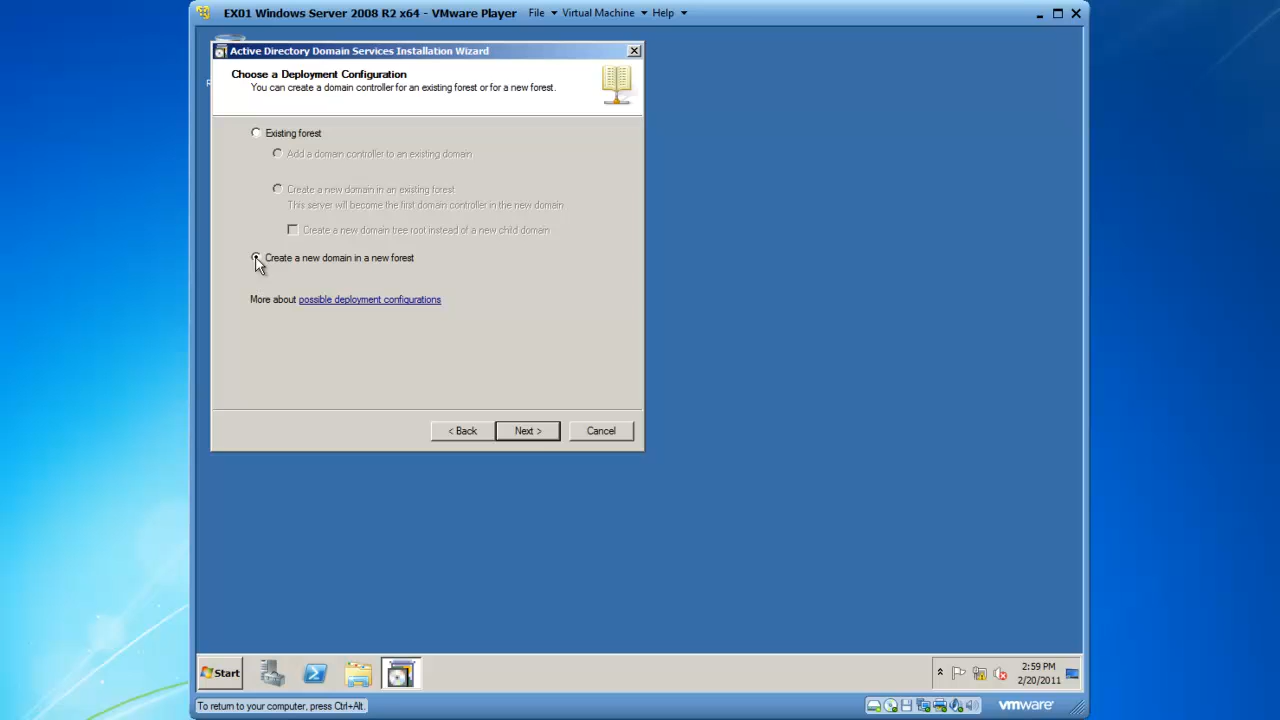 EX01 Windows Server 2008 R2 x64 - VMware Player File Virtual Machine Help
Active Directory Domain Services Installation Wizard
Choose a Deployment Configuration
You can create a domain controller for an existing forest or for a new forest.
Existing forest
Add a domain controller to an existing domain
Create a new domain in an existing forest
This server will become the first domain controller in the new domain
Create a new domain tree root instead of a new child domain
Create a new domain in a new forest
More about possible deployment configurations
< Back Next > Cancel
Start
2:59 PM
2/20/2011
To return to your computer, press Ctrl+Alt.
vmware